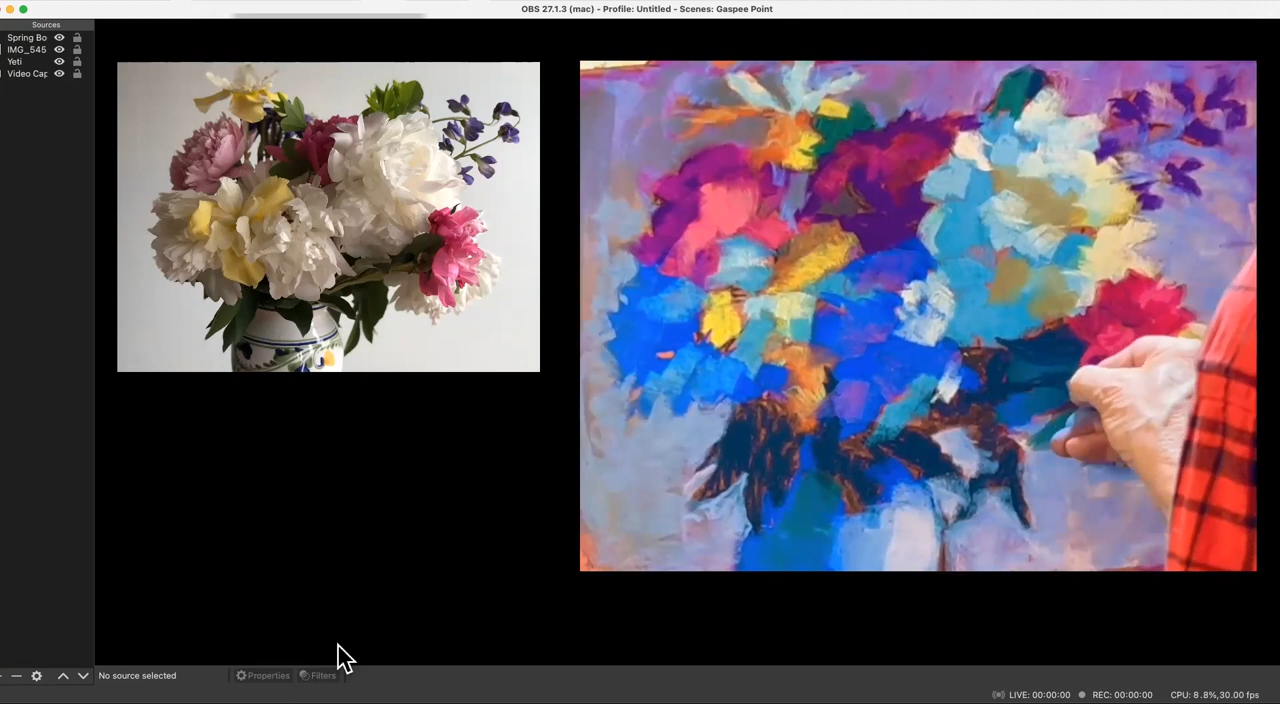 OBS 27.1.3 (mac) - Profile: Untitled - Scenes: Gaspee Point
Sources
Spring Bo
IMG_545
Yeti
Video Cap
No source selected
Properties
Filters
LIVE: 00:00:00
REC: 00:00:00
CPU: 8.8%,30.00 fps